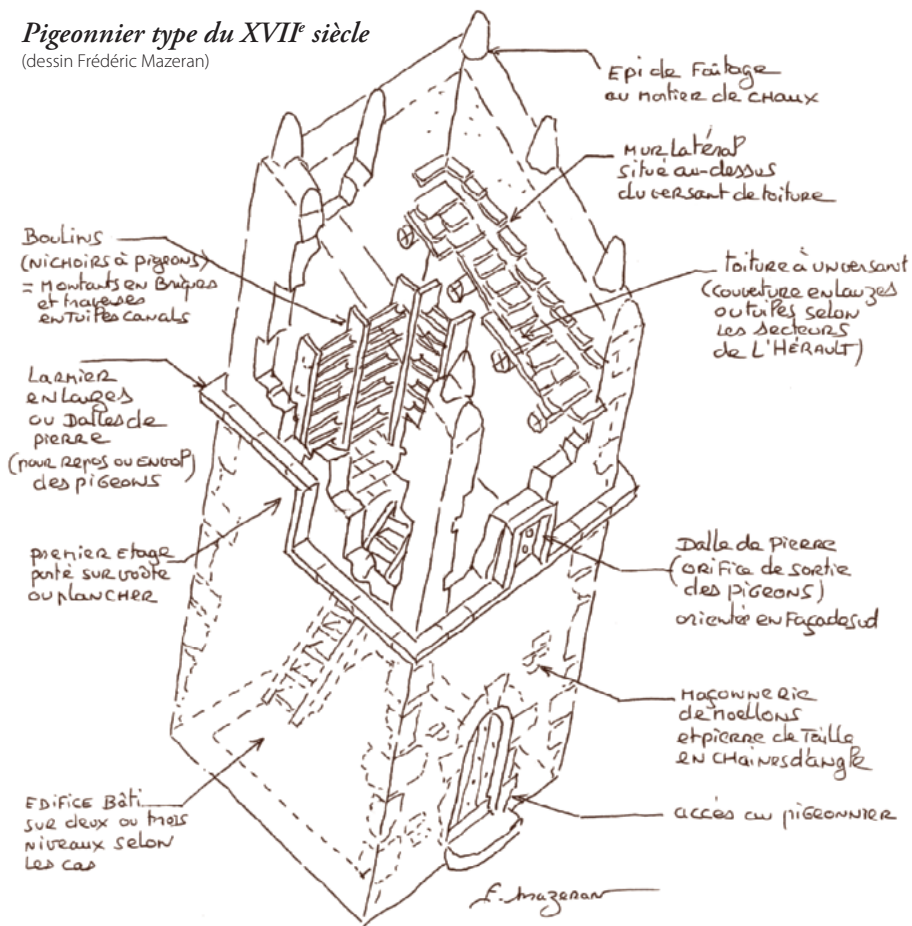 Pigeonnier type du XVIIe siècle
(dessin Frédéric Mazeran)
Epi de Faîtage
au mortier de CHAUX
MUR Latéral
situé au-dessus
du versant de toiture
BOULINS
(NICHOIRS à pigeons)
= Montants en Briques
et traverses
en Tuiles canals
toiture à un versant
(couverture en lauzes
ou tuiles selon
les secteurs
de L'HÉRAULT)
LARMIER
en Lauzes
ou Dalles de
pierre
(pour REPOS OU ENVOL)
des pigeons
premier Etage
porté sur voûte
ou plancher
Dalle de Pierre
(orifice de sortie
des pigeons)
orientée en Façade sud
Maçonnerie
de moellons
et pierre de Taille
en CHaînes d'angle
EDIFICE Bâti
sur deux ou trois
niveaux selon
Les cas
accès au pigeonnier
F. Mazeran